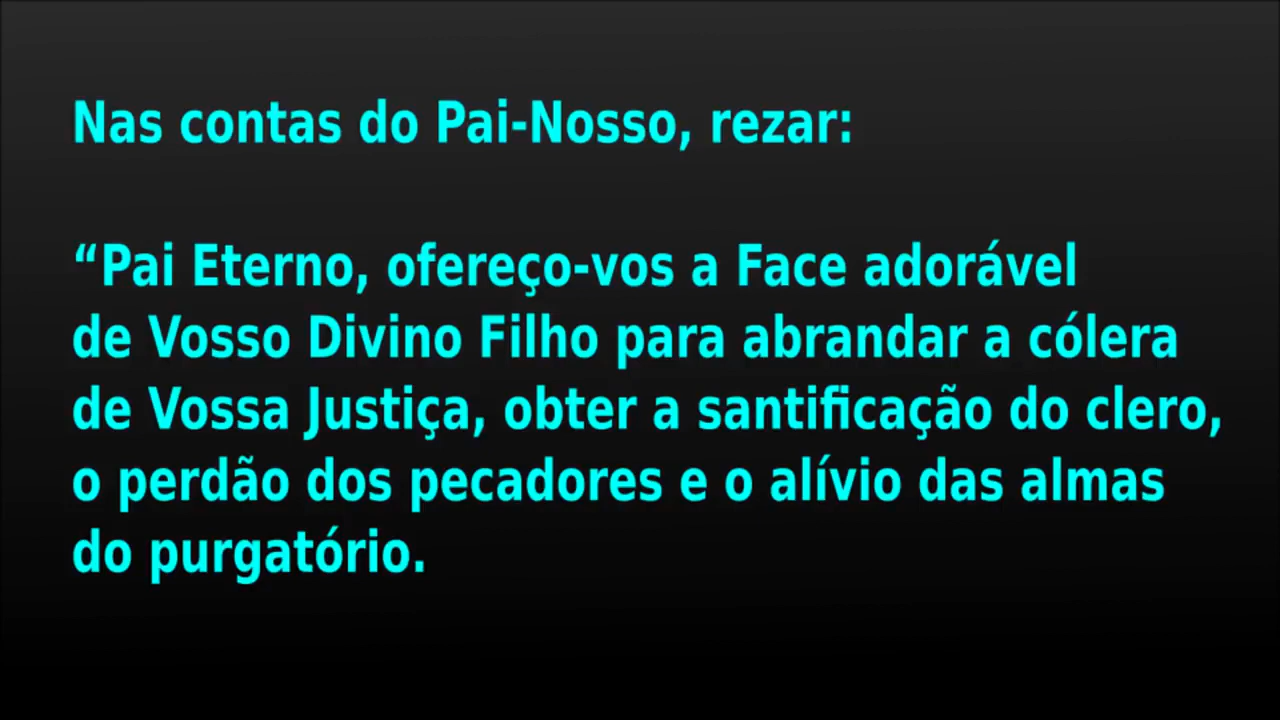 Nas contas do Pai-Nosso, rezar:
“Pai Eterno, ofereço-vos a Face adorável
de Vosso Divino Filho para abrandar a cólera
de Vossa Justiça, obter a santificação do clero,
o perdão dos pecadores e o alívio das almas
do purgatório.